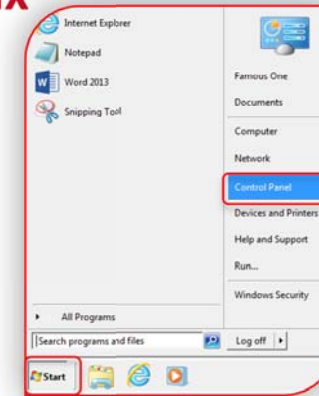 Internet Explorer
Notepad
Word 2013
Snipping Tool
All Programs
Search programs and files
Start
Famous One
Documents
Computer
Network
Control Panel
Devices and Printers
Help and Support
Run...
Windows Security
Log off